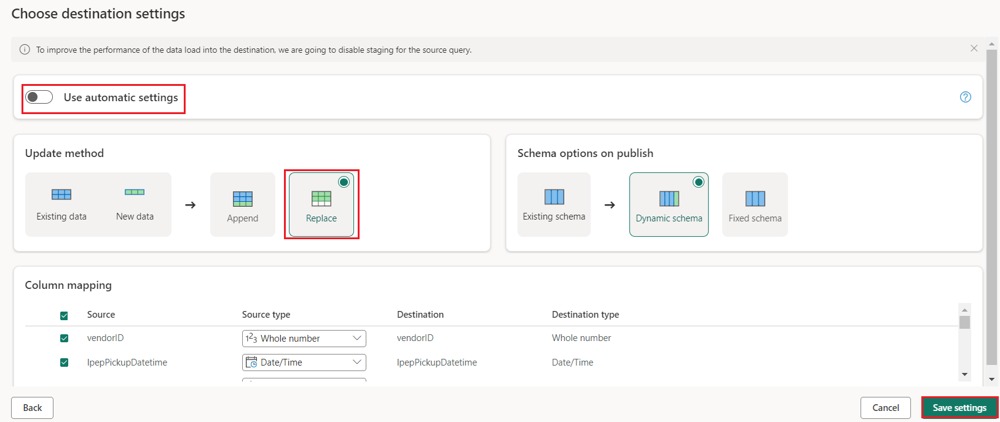 Choose destination settings
To improve the performance of the data load into the destination, we are going to disable staging for the source query.
Use automatic settings
Update method
Existing data New data Append Replace
Schema options on publish
Existing schema Dynamic schema Fixed schema
Column mapping
Source Source type Destination Destination type
vendorID 123 Whole number vendorID Whole number
lpepPickupDatetime Date/Time lpepPickupDatetime Date/Time
Back Cancel Save settings